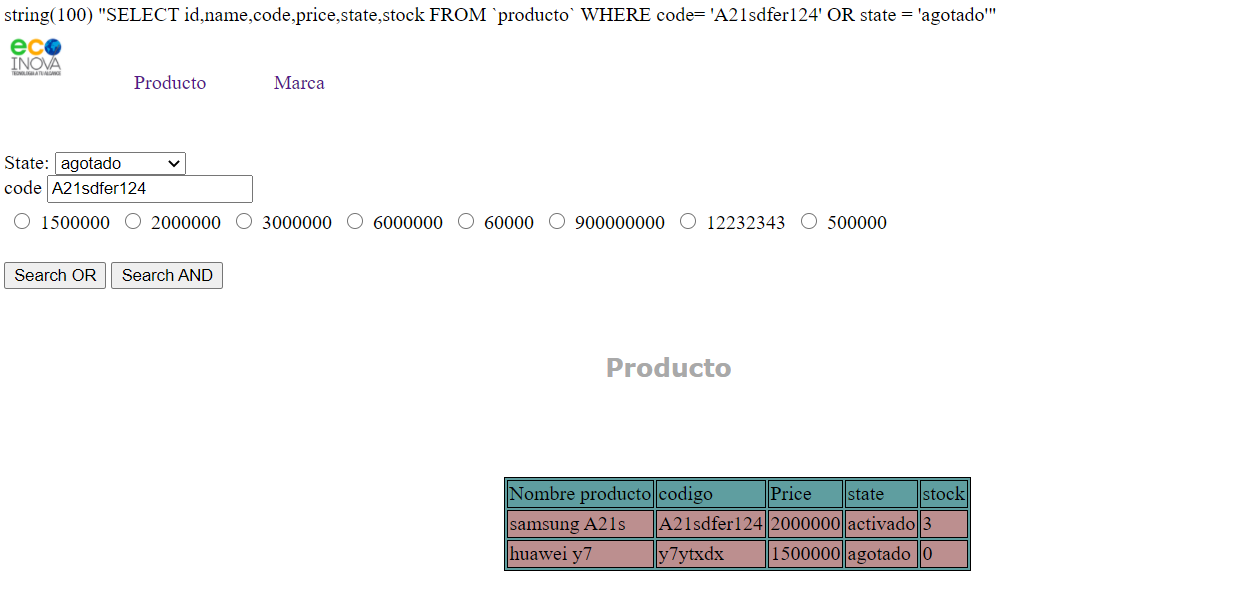 string(100) "SELECT id,name,code,price,state,stock FROM `producto` WHERE code= 'A21sdfer124' OR state = 'agotado'"
eco
INOVA
TECNOLOGIA A TU ALCANCE
Producto Marca
State: agotado
code A21sdfer124
1500000 2000000 3000000 6000000 60000 900000000 12232343 500000
Search OR Search AND
Producto
Nombre producto codigo Price state stock
samsung A21s A21sdfer124 2000000 activado 3
huawei y7 y7ytxdx 1500000 agotado 0